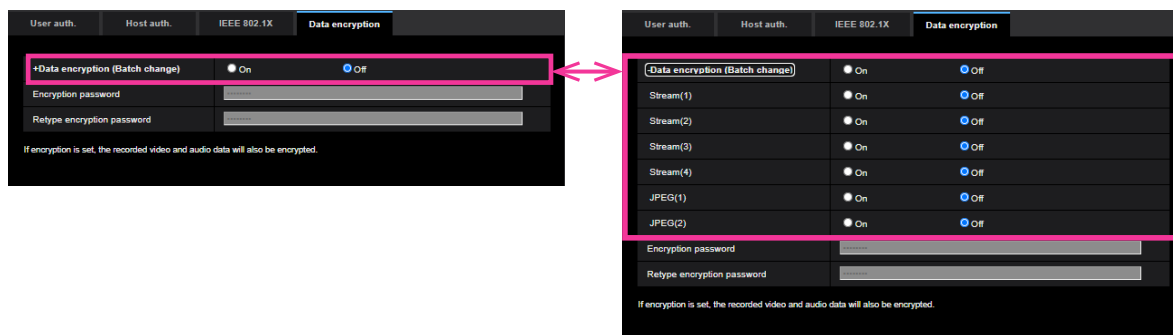 User auth. Host auth. IEEE 802.1X Data encryption
+Data encryption (Batch change) On Off
Encryption password --------
Retype encryption password --------
If encryption is set, the recorded video and audio data will also be encrypted.
User auth. Host auth. IEEE 802.1X Data encryption
-Data encryption (Batch change) On Off
Stream(1) On Off
Stream(2) On Off
Stream(3) On Off
Stream(4) On Off
JPEG(1) On Off
JPEG(2) On Off
Encryption password --------
Retype encryption password --------
If encryption is set, the recorded video and audio data will also be encrypted.